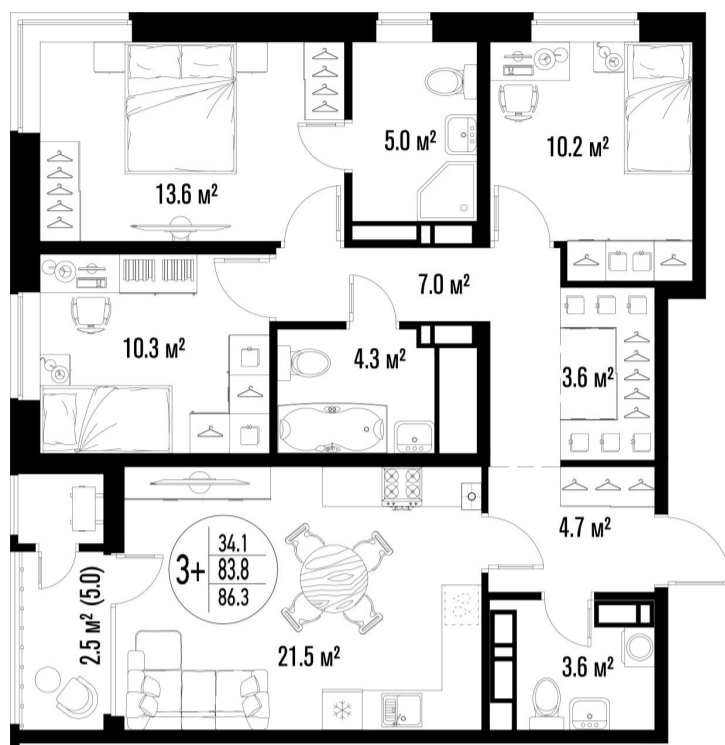 5.0 м²
10.2 м²
13.6 м²
7.0 м²
10.3 м²
4.3 м²
3.6 м²
4.7 м²
3+
34.1
83.8
86.3
2.5 м² (5.0)
21.5 м²
3.6 м²